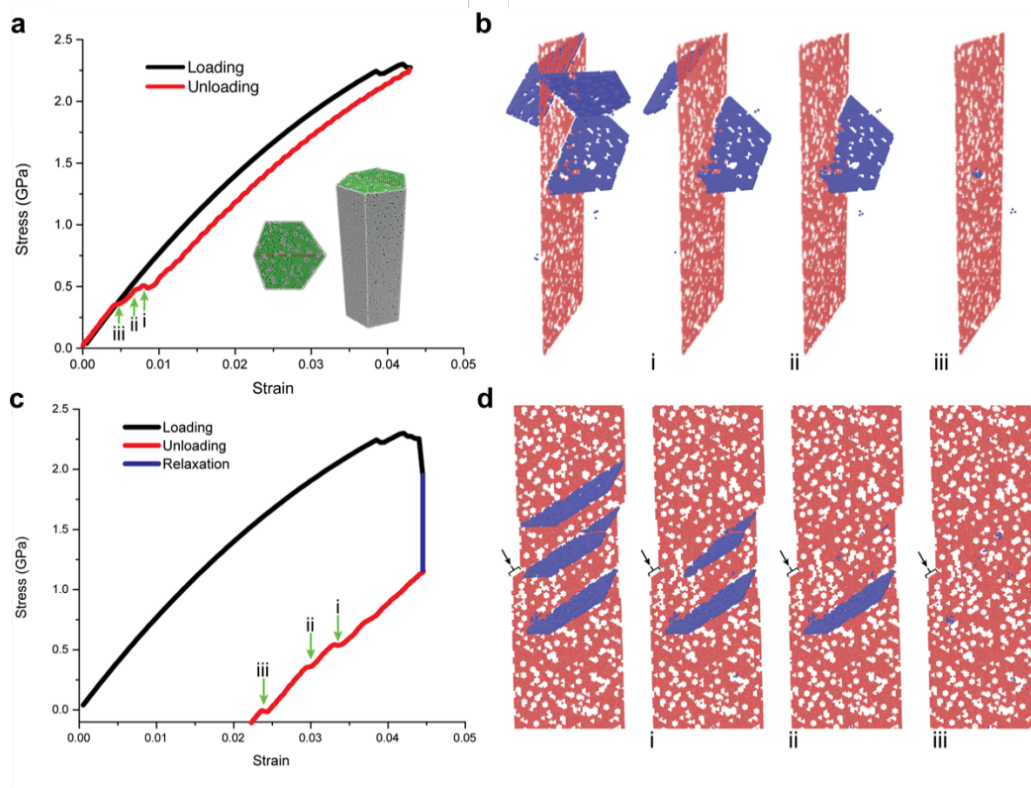 a
2.5
2.0
1.5
1.0
0.5
0.0
Stress (GPa)
Loading
Unloading
iii
ii
i
0.00
0.01
0.02
0.03
0.04
0.05
Strain
b
i
ii
iii
c
2.5
2.0
1.5
1.0
0.5
0.0
Stress (GPa)
Loading
Unloading
Relaxation
iii
ii
i
0.00
0.01
0.02
0.03
0.04
0.05
Strain
d
i
ii
iii